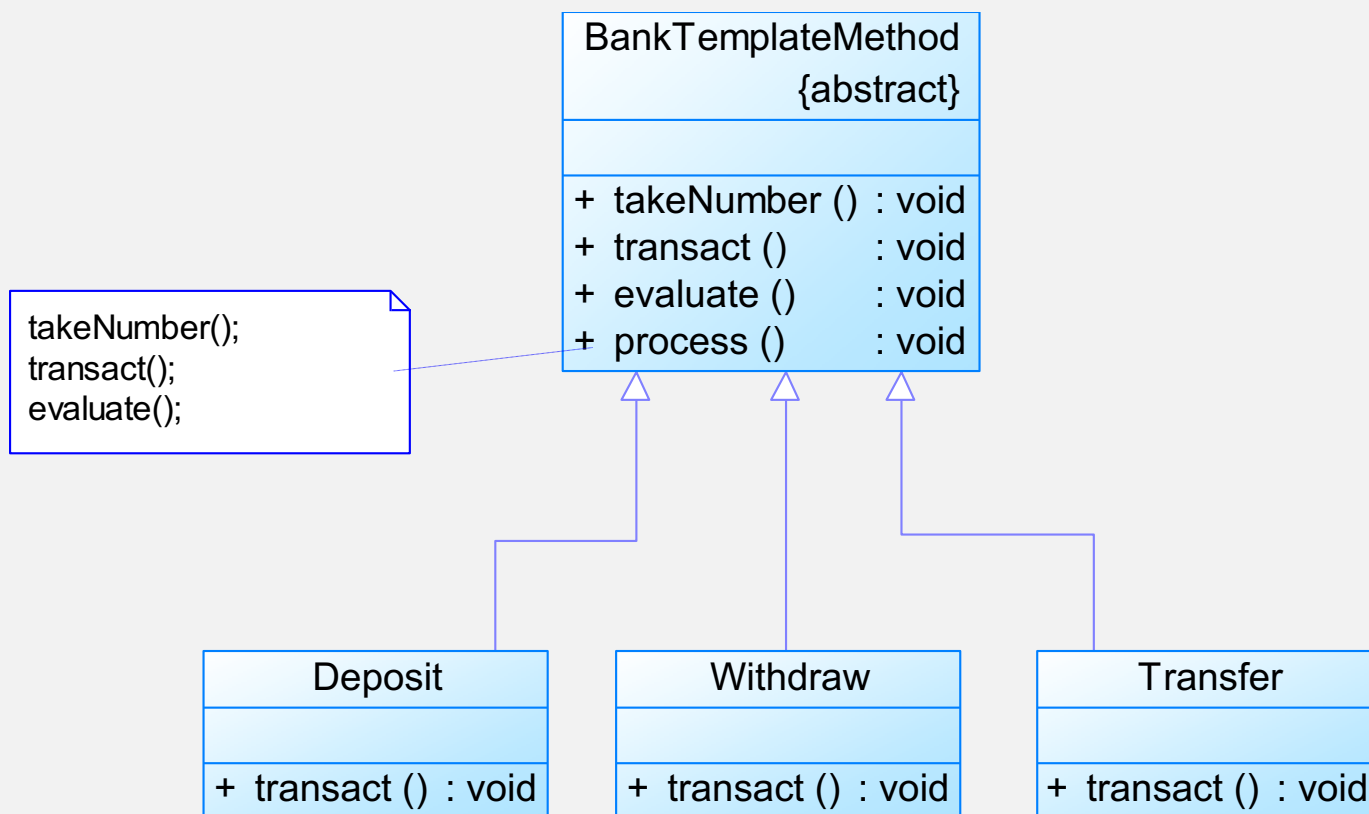 BankTemplateMethod
{abstract}
+ takeNumber () : void
+ transact () : void
+ evaluate () : void
+ process () : void
takeNumber();
transact();
evaluate();
Deposit
+ transact () : void
Withdraw
+ transact () : void
Transfer
+ transact () : void